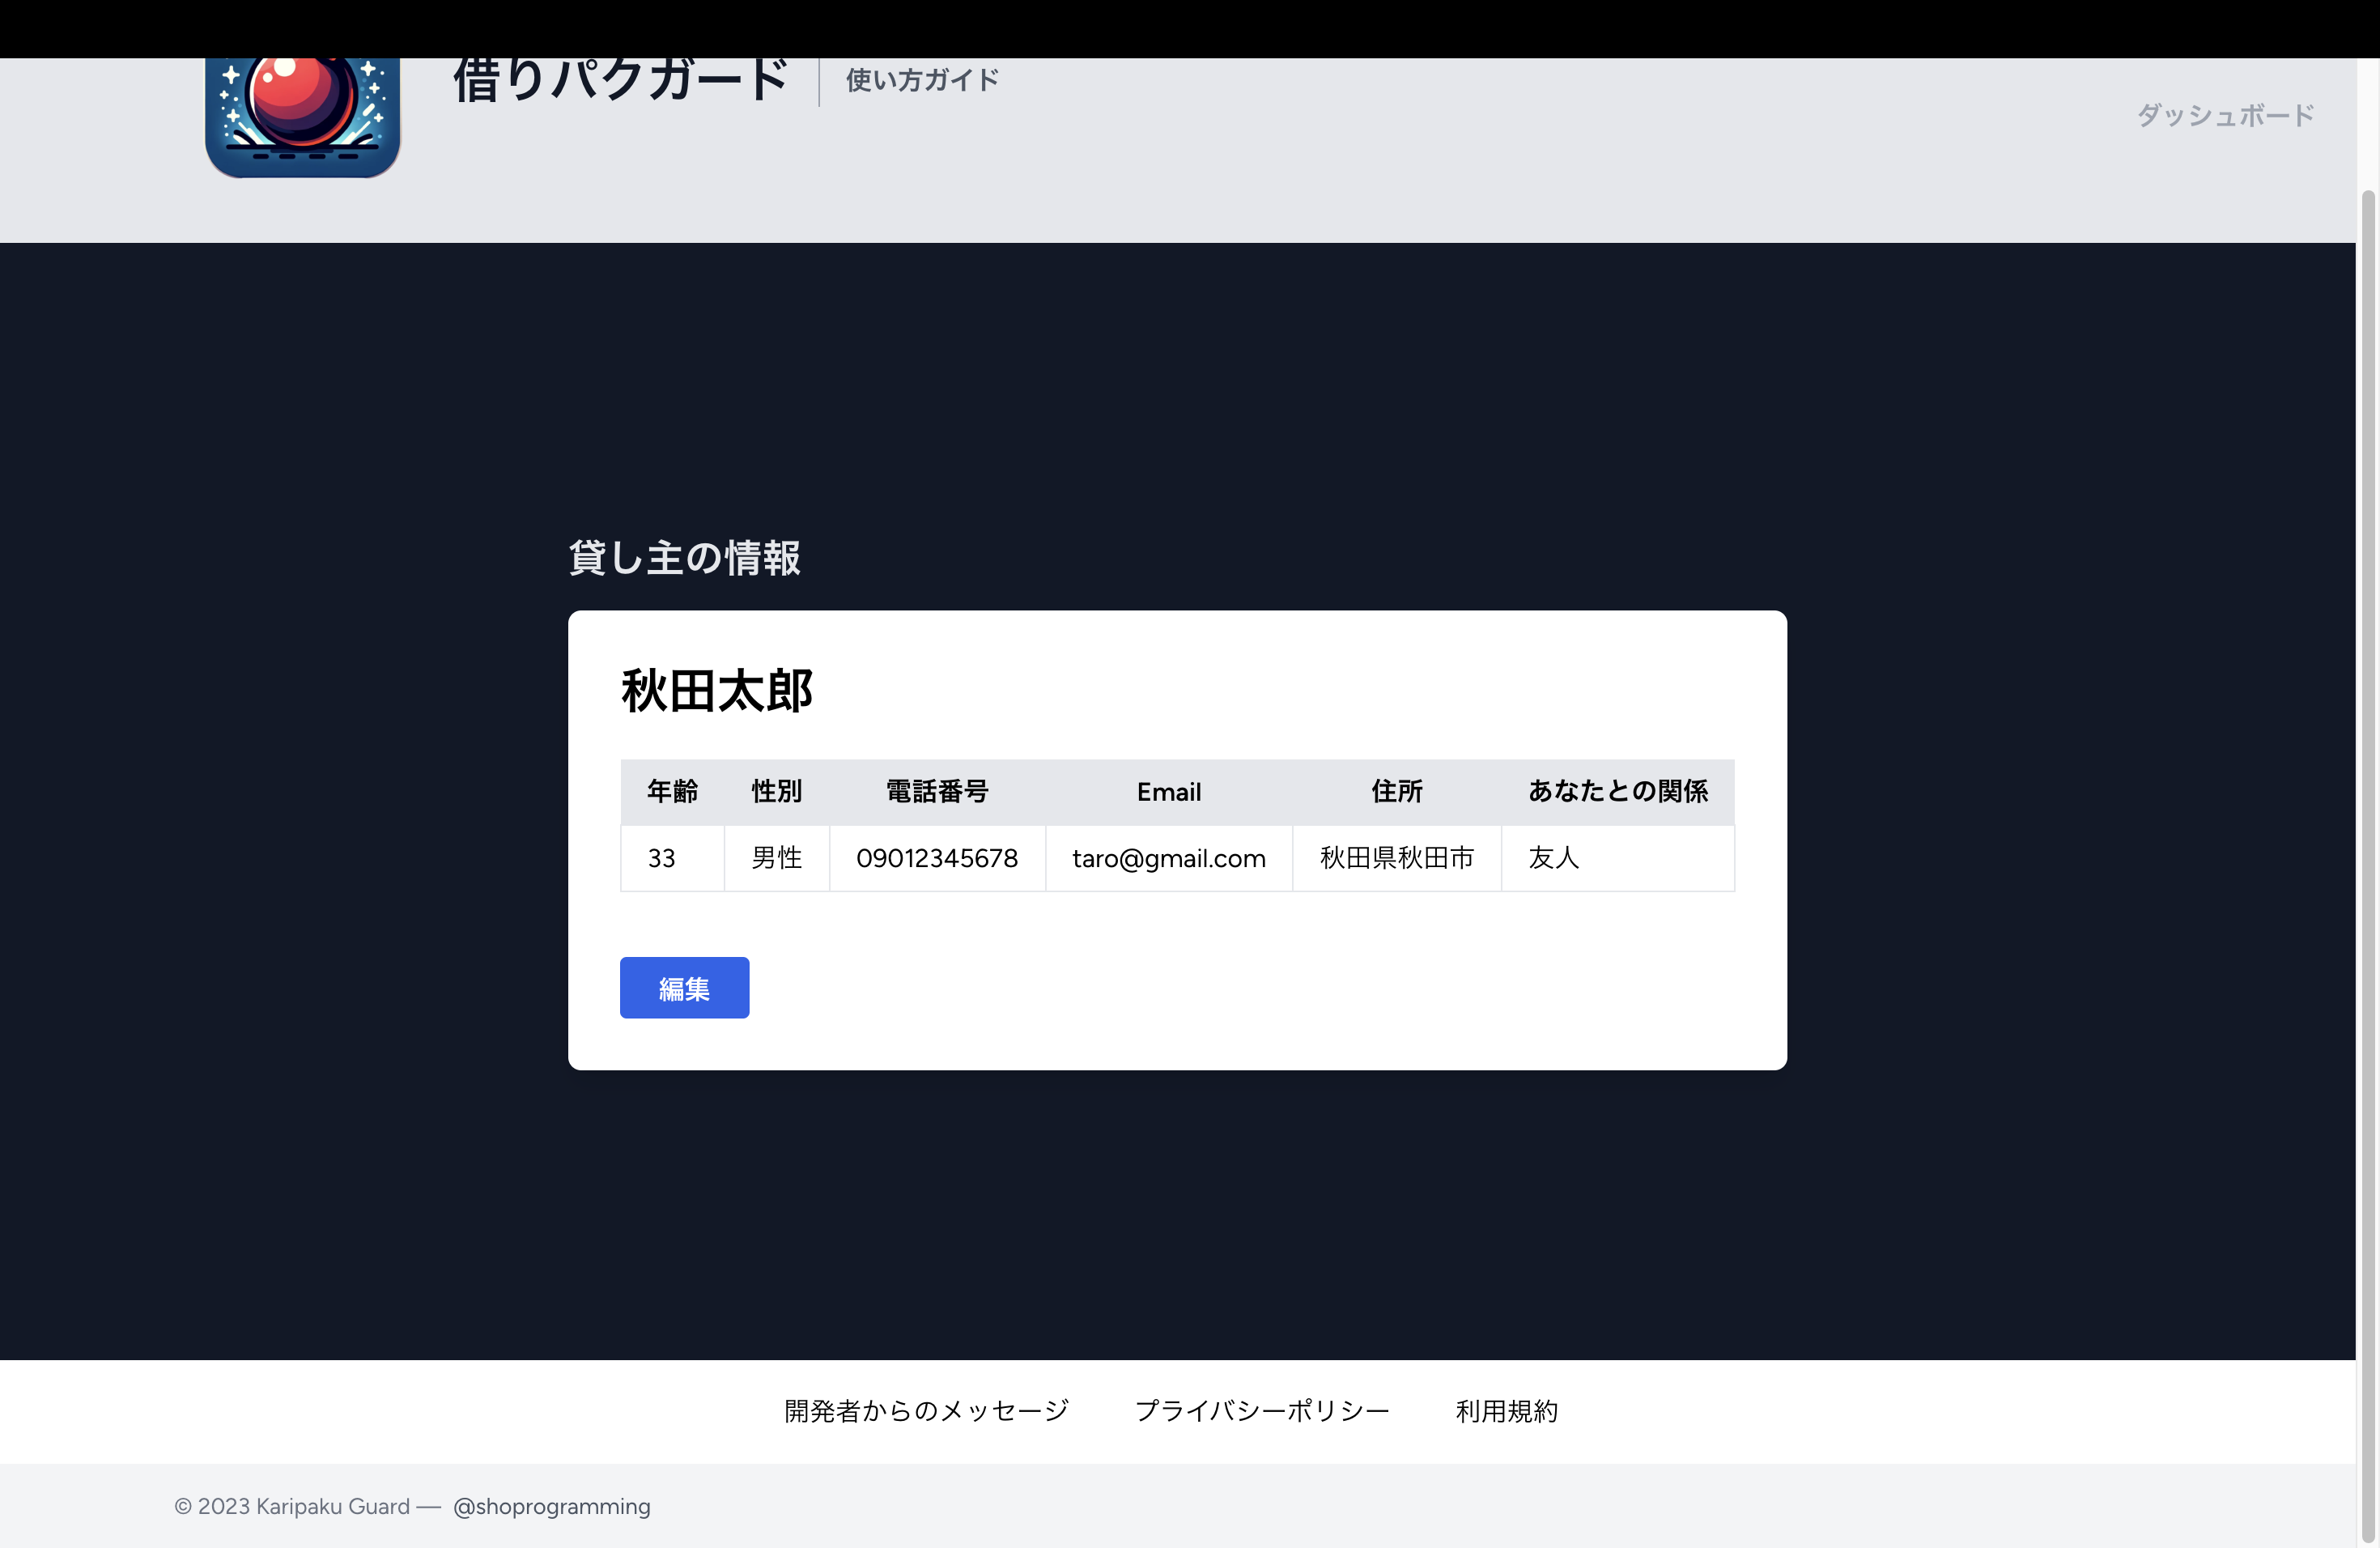 借りパクガード
使い方ガイド
ダッシュボード
貸し主の情報
秋田太郎
年齢 性別 電話番号 Email 住所 あなたとの関係
33 男性 09012345678 taro@gmail.com 秋田県秋田市 友人
編集
開発者からのメッセージ プライバシーポリシー 利用規約
© 2023 Karipaku Guard — @shoprogramming